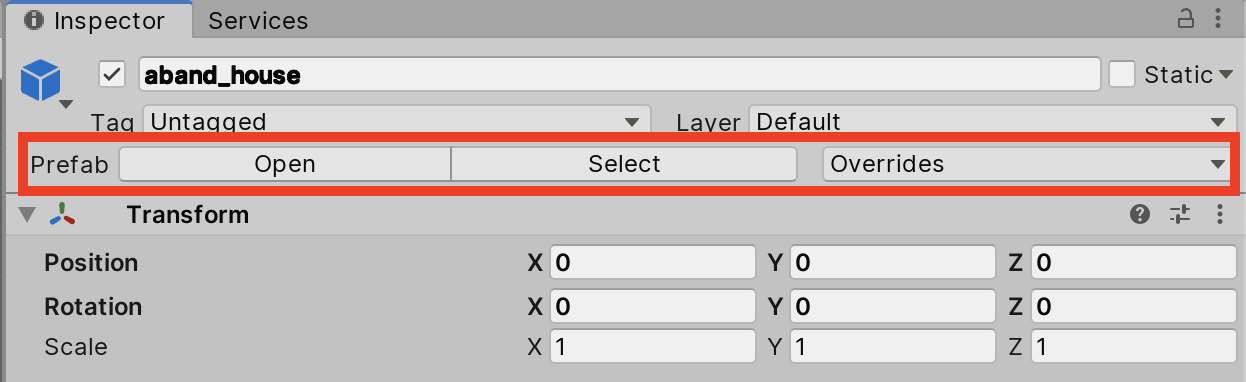 Inspector Services
aband_house Static
Tag Untagged Layer Default
Prefab Open Select Overrides
Transform
Position X 0 Y 0 Z 0
Rotation X 0 Y 0 Z 0
Scale X 1 Y 1 Z 1